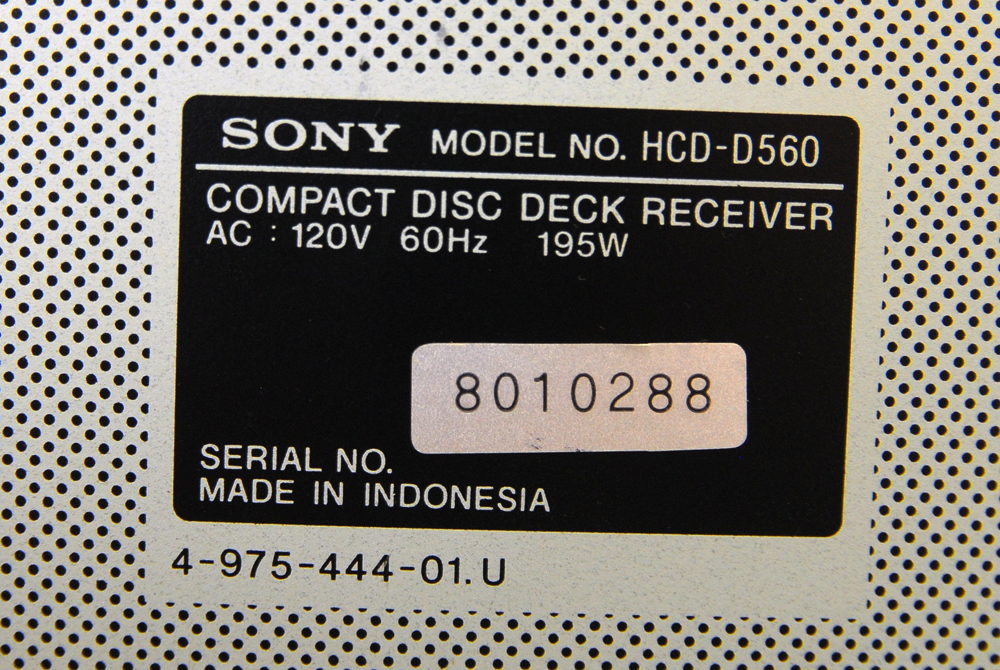 SONY MODEL NO. HCD-D560
COMPACT DISC DECK RECEIVER
AC : 120V 60Hz 195W
8010288
SERIAL NO.
MADE IN INDONESIA
4-975-444-01. U